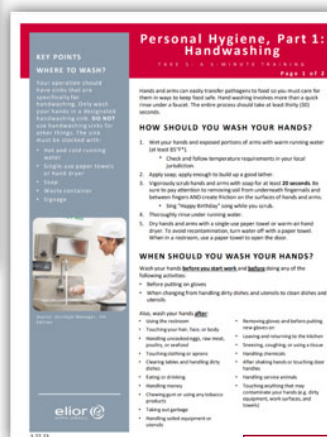 Personal Hygiene, Part 1:
Handwashing
TAKE 5: A 5-MINUTE TRAINING
Page 1 of 2
KEY POINTS
WHERE TO WASH?
Your operation should
have sinks that are
specifically for
handwashing. Only wash
your hands in a designated
handwashing sink. DO NOT
use handwashing sinks for
other things. The sink
must be stocked with:
• Hot and cold running
water
• Single-use paper towels
or hand dryer
• Soap
• Waste container
• Signage
elior
Hands and arms can easily transfer pathogens to food so you must care for
them in ways to keep food safe. Hand washing involves more than a quick
rinse under a faucet. The entire process should take at least thirty (30)
seconds.
HOW SHOULD YOU WASH YOUR HANDS?
1. Wet your hands and exposed portions of arms with warm running water
(at least 85°F*).
* Check and follow temperature requirements in your local
jurisdiction.
2. Apply soap; apply enough to build up a good lather.
3. Vigorously scrub hands and arms with soap for at least 20 seconds. Be
sure to pay attention to removing soil from underneath fingernails and
between fingers AND create friction on the surfaces of hands and arms.
* Sing "Happy Birthday" song while you scrub.
4. Thoroughly rinse under running water.
5. Dry hands and arms with a single-use paper towel or warm-air hand
dryer. To avoid recontamination, turn water off with a paper towel.
When in a restroom, use a paper towel to open the door.
WHEN SHOULD YOU WASH YOUR HANDS?
Wash your hands before you start work and before doing any of the
following activities:
• Before putting on gloves
• When changing from handling dirty dishes and utensils to clean dishes and
utensils
Also, wash your hands after:
• Using the restroom
• Touching your hair, face, or body
• Handling uncooked eggs, raw meat,
poultry, or seafood
• Touching clothing or aprons
• Clearing tables and handling dirty
dishes
• Eating or drinking
• Handling money
• Chewing gum or using any tobacco
products
• Taking out garbage
• Handling soiled equipment or
utensils
• Removing gloves and before putting
new gloves on
• Leaving and returning to the kitchen
• Sneezing, coughing, or using a tissue
• Handling chemicals
• After shaking hands or touching door
handles
• Handling service animals
• Touching anything that may
contaminate your hands (e.g. dirty
equipment, work surfaces, and
towels)